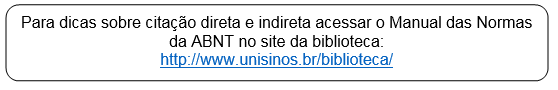 Para dicas sobre citação direta e indireta acessar o Manual das Normas
da ABNT no site da biblioteca:
http://www.unisinos.br/biblioteca/